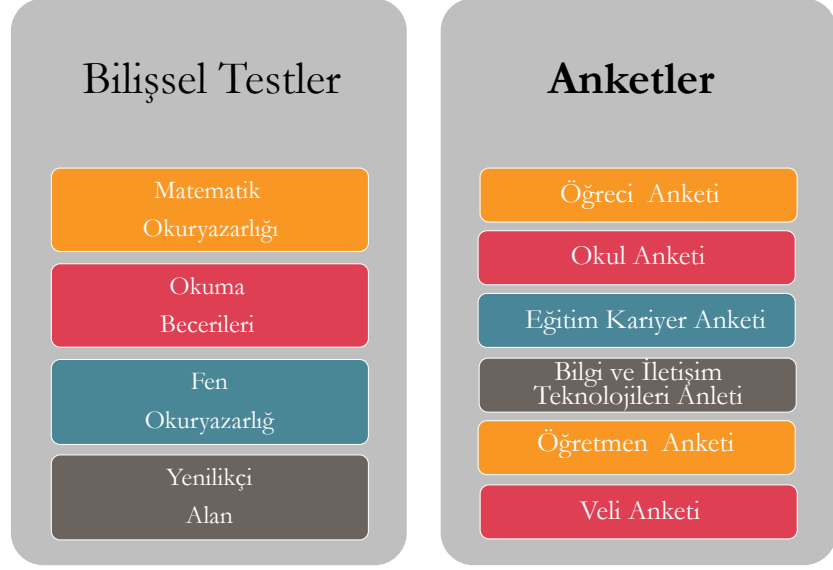 Bilişsel Testler
Matematik
Okuryazarlığı
Okuma
Becerileri
Fen
Okuryazarlığ
Yenilikçi
Alan
Anketler
Öğreci Anketi
Okul Anketi
Eğitim Kariyer Anketi
Bilgi ve İletişim
Teknolojileri Anleti
Öğretmen Anketi
Veli Anketi